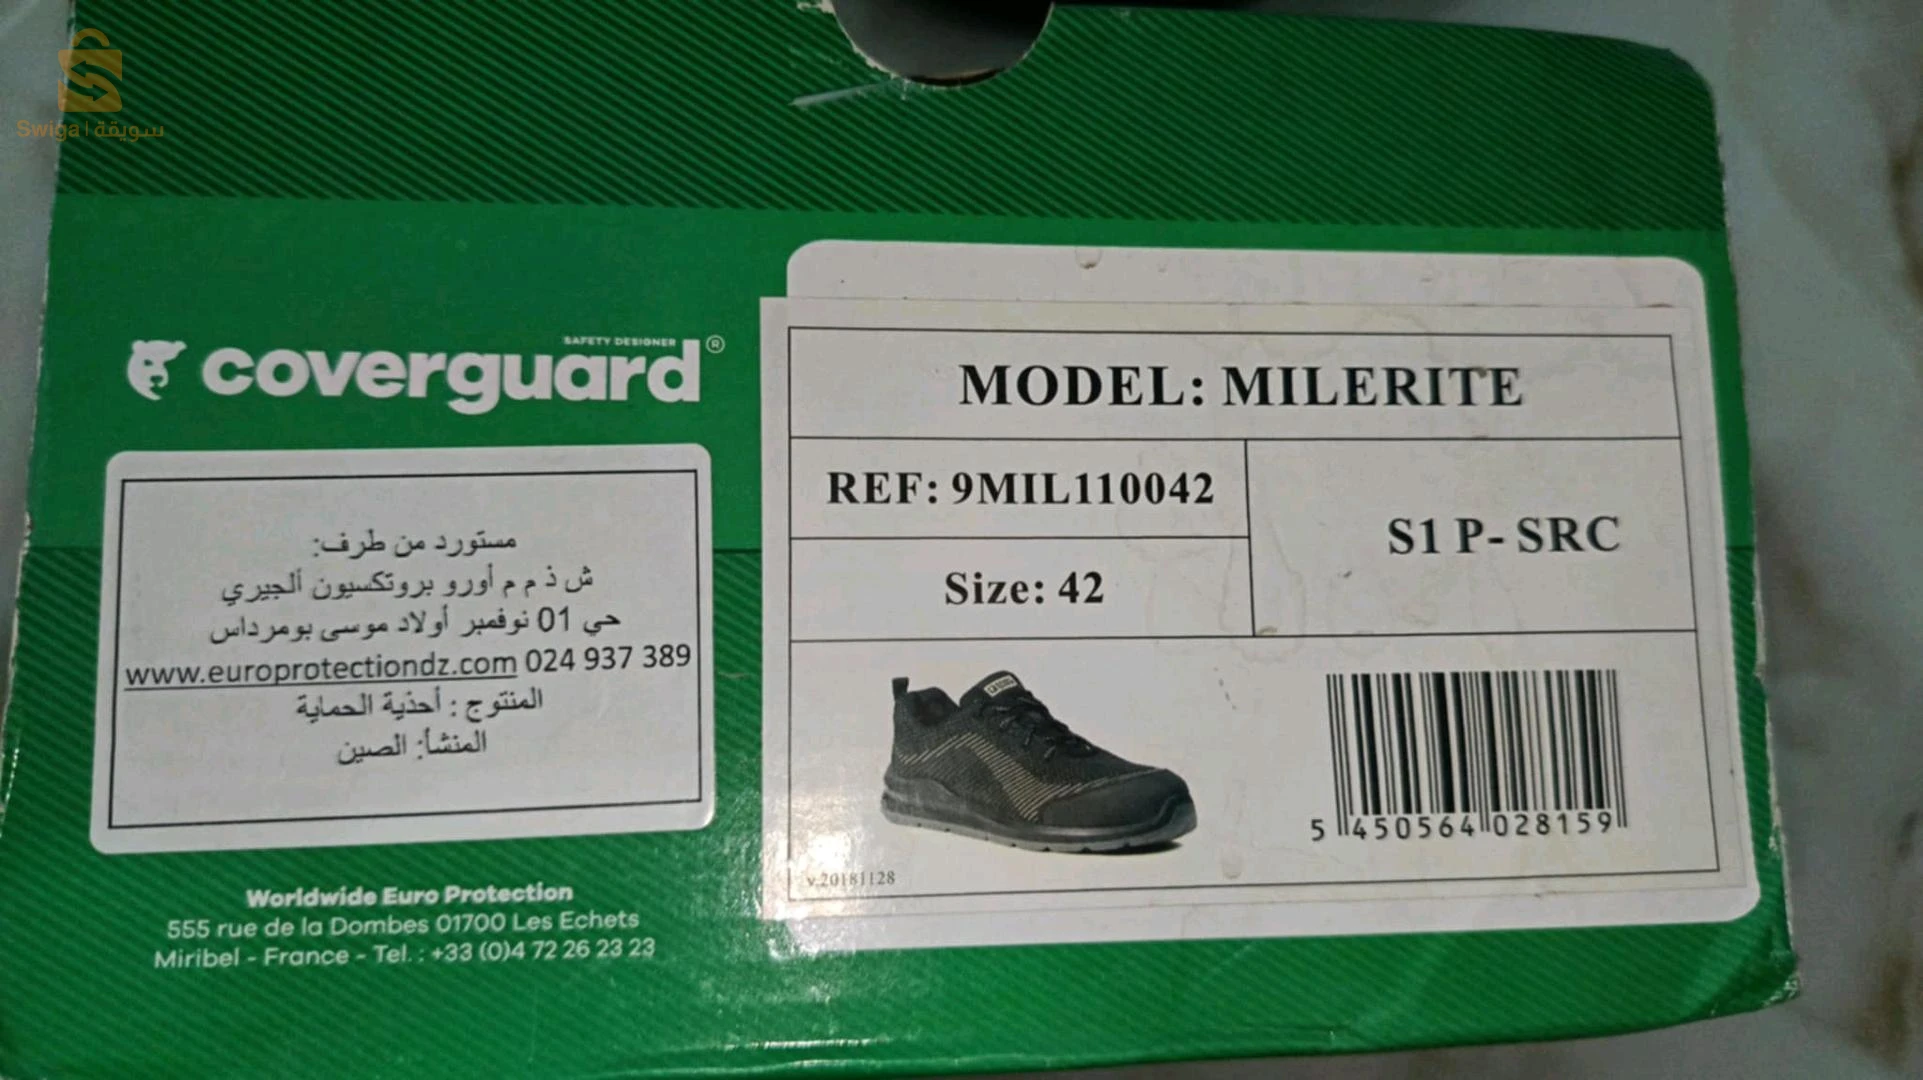 Swiga | سويقة
SAFETY DESIGNER
coverguard®
مستورد من طرف:
ش ذ م م أورو بروتكسيون ألجيري
حي 01 نوفمبر أولاد موسى بومرداس
www.europrotectiondz.com 024 937 389
المنتوج : أحذية الحماية
المنشأ: الصين
Worldwide Euro Protection
555 rue de la Dombes 01700 Les Echets
Miribel - France - Tel. : +33 (0)4 72 26 23 23
MODEL: MILERITE
REF: 9MIL110042
S1 P- SRC
Size: 42
5 450564 028159
v.20181128